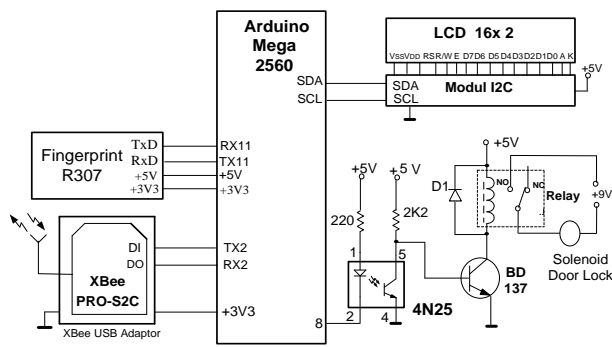 Arduino
Mega
2560
LCD 16x 2
VSSVDD RSR/W E D7D6 D5 D4D3 D2D1D0 A K
Modul I2C
SDA
SCL
+5V
SDA
SCL
Fingerprint
R307
TxD
RxD
+5V
+3V3
RX11
TX11
+5V
+3V3
XBee
PRO-S2C
DI
DO
TX2
RX2
+3V3
XBee USB Adaptor
8
+5V
+5 V
220
2K2
1
5
2
4
4N25
+5V
D1
NO
NC
Relay
+9V
Solenoid
Door Lock
BD
137